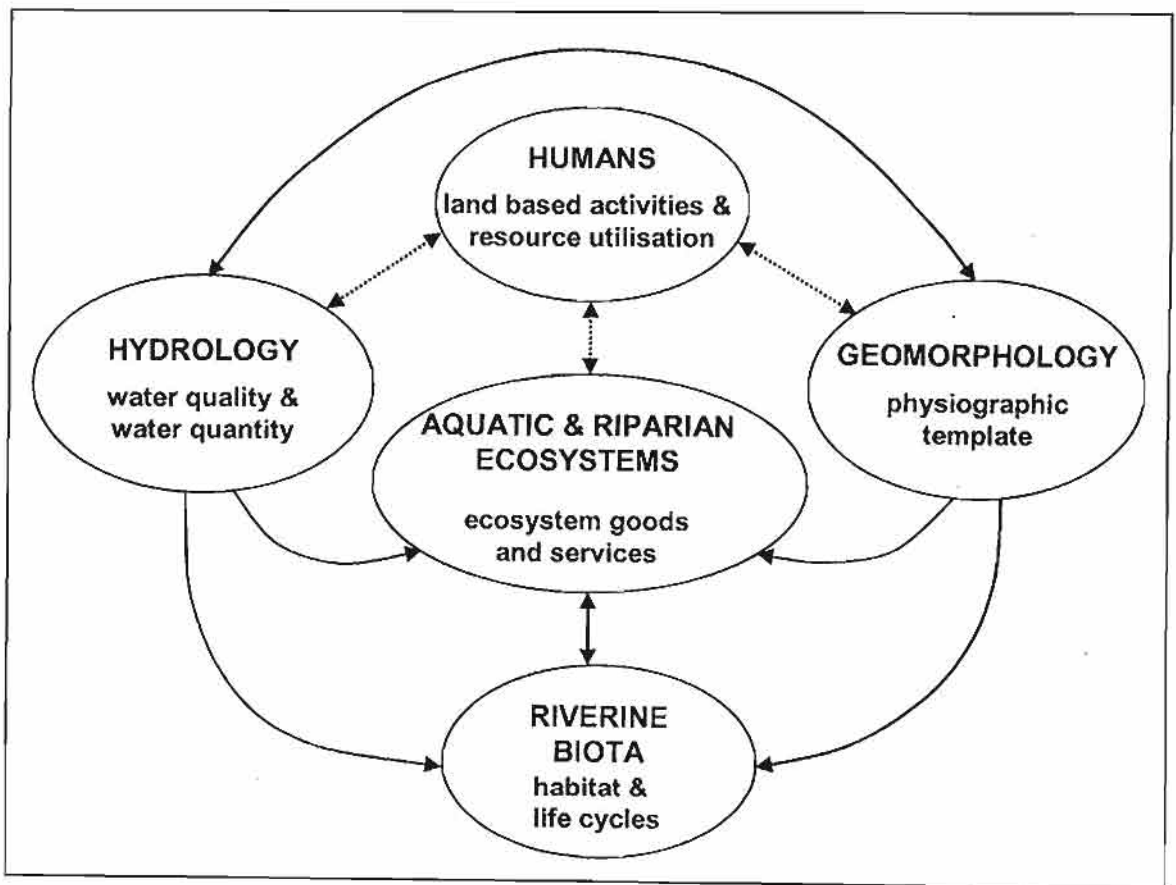 HUMANS
land based activities &
resource utilisation
HYDROLOGY
water quality &
water quantity
GEOMORPHOLOGY
physiographic
template
AQUATIC & RIPARIAN
ECOSYSTEMS
ecosystem goods
and services
RIVERINE
BIOTA
habitat &
life cycles